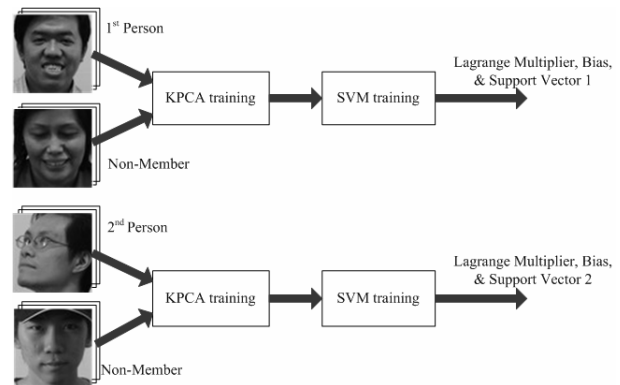 1st Person
KPCA training
SVM training
Lagrange Multiplier, Bias,
& Support Vector 1
Non-Member
2nd Person
KPCA training
SVM training
Lagrange Multiplier, Bias,
& Support Vector 2
Non-Member